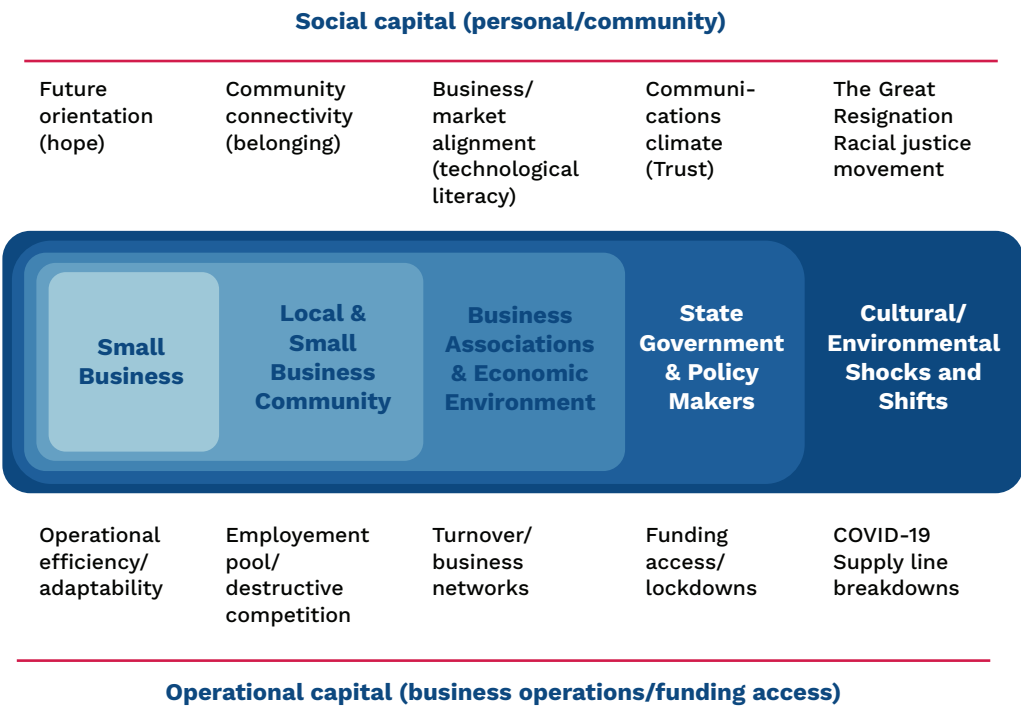 Social capital (personal/community)
Future
orientation
(hope)
Community
connectivity
(belonging)
Business/
market
alignment
(technological
literacy)
Communi-
cations
climate
(Trust)
The Great
Resignation
Racial justice
movement
Small
Business
Local &
Small
Business
Community
Business
Associations
& Economic
Environment
State
Government
& Policy
Makers
Cultural/
Environmental
Shocks and
Shifts
Operational
efficiency/
adaptability
Employement
pool/
destructive
competition
Turnover/
business
networks
Funding
access/
lockdowns
COVID-19
Supply line
breakdowns
Operational capital (business operations/funding access)